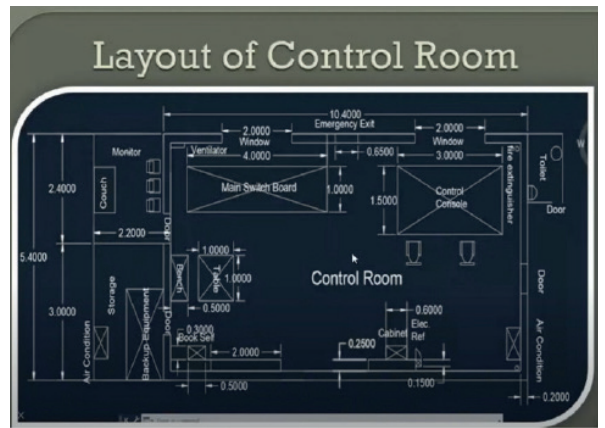 Layout of Control Room
10.4000
Emergency Exit
2.0000
Window
2.0000
Window
Monitor
Ventilator
4.0000
0.6500
3.0000
fire extinguisher
Toilet
W
2.4000
Couch
Main Switch Board
1.0000
1.5000
Control
Console
Door
2.2000
Door
5.4000
1.0000
Bench
Table
1.0000
Control Room
Door
3.0000
Storage
0.5000
0.6000
Backup Equipment
Door
0.3000
Book Self
Cabinet
Elec.
Ref
Air Condition
2.0000
0.2500
Air Condition
0.5000
0.1500
0.2000
X